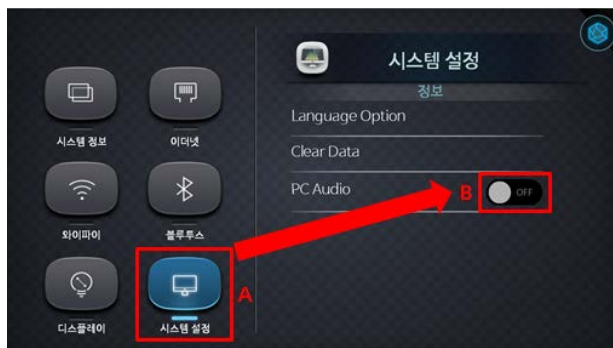 시스템 설정
정보
시스템 정보
이더넷
Language Option
Clear Data
PC Audio
B
OFF
와이파이
블루투스
A
디스플레이
시스템 설정